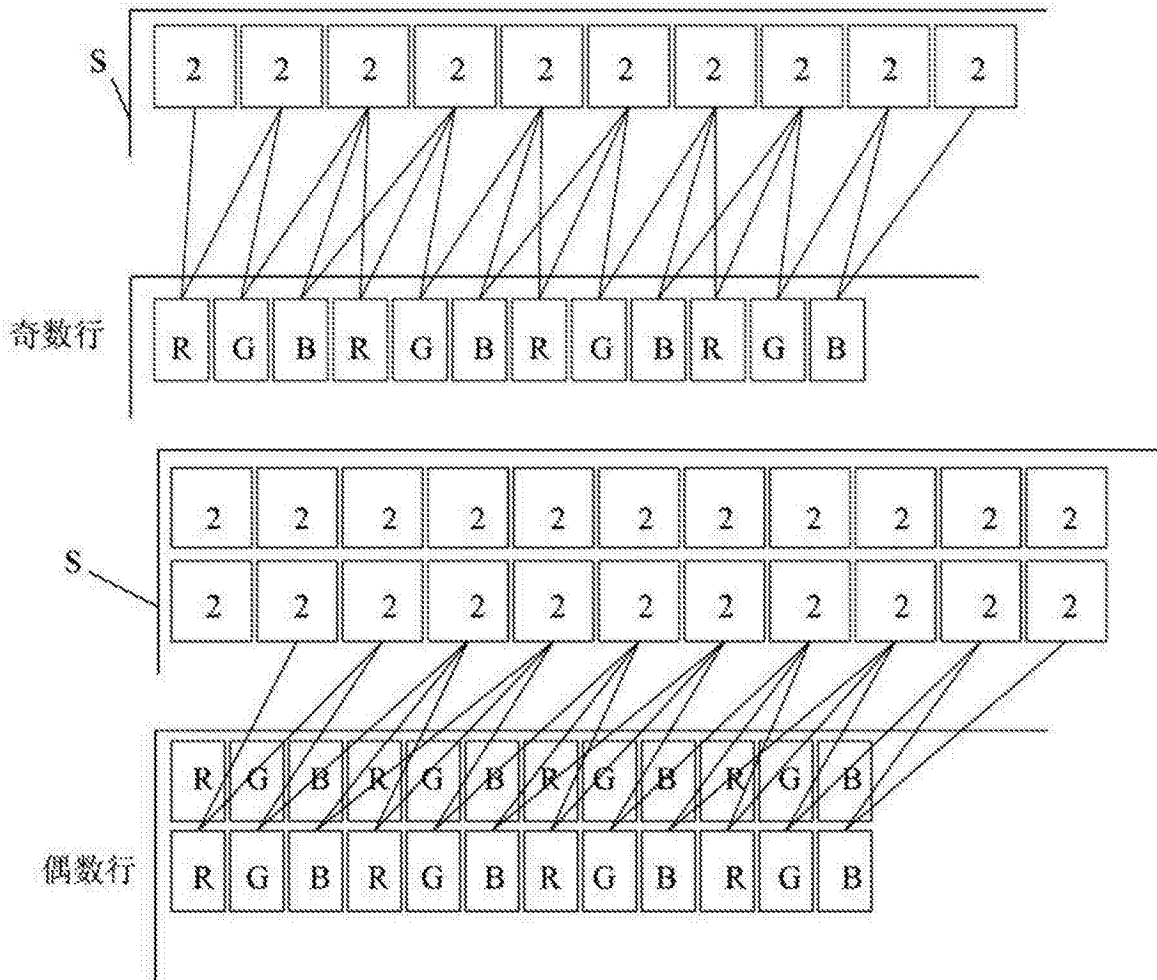 2 2 2 2 2 2 2 2 2 2
S
奇数行 R G B R G B R G B R G B
2 2 2 2 2 2 2 2 2 2 2
S
2 2 2 2 2 2 2 2 2 2 2
R G B R G B R G B R G B
偶数行 R G B R G B R G B R G B